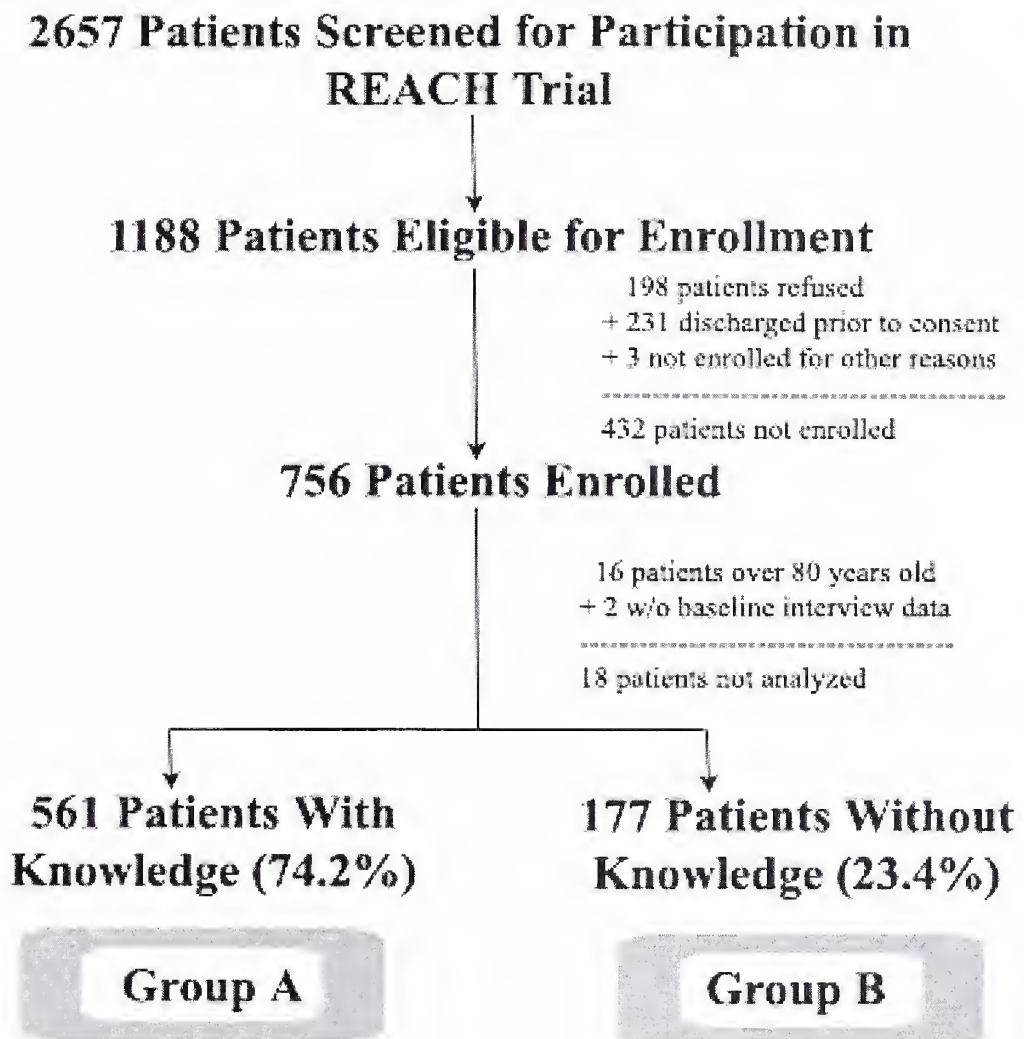 2657 Patients Screened for Participation in
REACH Trial
1188 Patients Eligible for Enrollment
198 patients refused
+ 231 discharged prior to consent
+ 3 not enrolled for other reasons
432 patients not enrolled
756 Patients Enrolled
16 patients over 80 years old
+ 2 w/o baseline interview data
18 patients not analyzed
561 Patients With
Knowledge (74.2%)
177 Patients Without
Knowledge (23.4%)
Group A
Group B